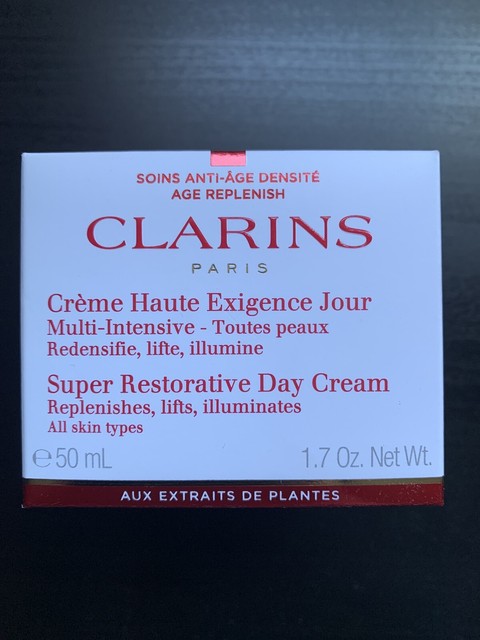 SOINS ANTI-ÂGE DENSITÉ
AGE REPLENISH
CLARINS
PARIS
Crème Haute Exigence Jour
Multi-Intensive - Toutes peaux
Redensifie, lifte, illumine
Super Restorative Day Cream
Replenishes, lifts, illuminates
All skin types
℮50 mL 1.7 Oz. Net Wt.
AUX EXTRAITS DE PLANTES